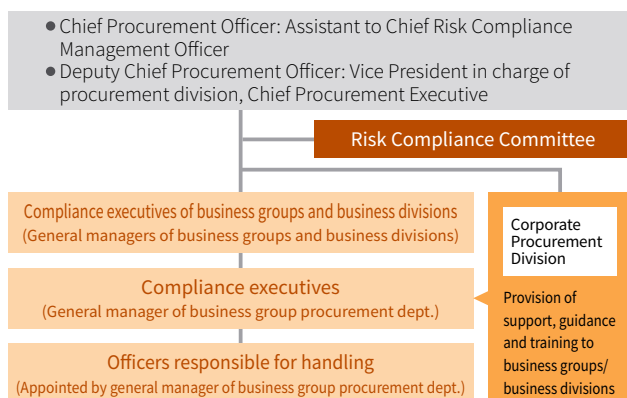 ● Chief Procurement Officer: Assistant to Chief Risk Compliance
Management Officer
● Deputy Chief Procurement Officer: Vice President in charge of
procurement division, Chief Procurement Executive
Risk Compliance Committee
Compliance executives of business groups and business divisions
(General managers of business groups and business divisions)
Compliance executives
(General manager of business group procurement dept.)
Officers responsible for handling
(Appointed by general manager of business group procurement dept.)
Corporate
Procurement
Division
Provision of
support, guidance
and training to
business groups/
business divisions